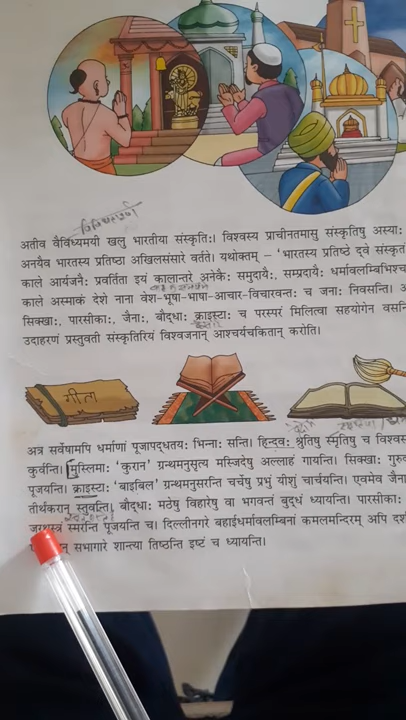 विविधतापूर्ण
अतीव वैविध्यमयी खलु भारतीया संस्कृतिः। विश्वस्य प्राचीनतमासु संस्कृतिषु अस्याः
अनयैव भारतस्य प्रतिष्ठा अखिलसंसारे वर्तते। यथोक्तम् – 'भारतस्य प्रतिष्ठे द्वे संस्कृतं
काले आर्यजनैः प्रवर्तिता इयं कालान्तरे अनेकैः समुदायैः, सम्प्रदायैः धर्मावलम्बिभिश्च
काले अस्माकं देशे नाना वेश-भूषा-भाषा-आचार-विचारवन्तः च जनाः निवसन्ति।
सिक्खाः, पारसीकाः, जैनाः, बौद्धाः क्राइस्टाः च परस्परं मिलित्वा सहयोगेन
उदाहरणं प्रस्तुवती संस्कृतिरियं विश्वजनान् आश्चर्यचकितान् करोति।
गीता
अत्र सर्वेषामपि धर्माणां पूजापद्धतयः भिन्नाः सन्ति। हिन्दवः श्रुतिषु स्मृतिषु च
कुर्वन्ति। मुस्लिमाः 'कुरान' ग्रन्थमनुसृत्य मस्जिदेषु अल्लाहं गायन्ति। सिक्खाः
पूजयन्ति। क्राइस्टाः 'बाइबिल' ग्रन्थमनुसरन्ति चर्चेषु प्रभुं यीशुं चार्चयन्ति। एवमेव
तीर्थंकरान् स्तुवन्ति। बौद्धाः मठेषु विहारेषु वा भगवन्तं बुद्धं ध्यायन्ति। पारसीकाः
स्मरन्ति पूजयन्ति च। दिल्लीनगरे बहाईधर्मावलम्बिनां कमलमन्दिरम् अपि
सभागारे शान्त्या तिष्ठन्ति इष्टं च ध्यायन्ति।